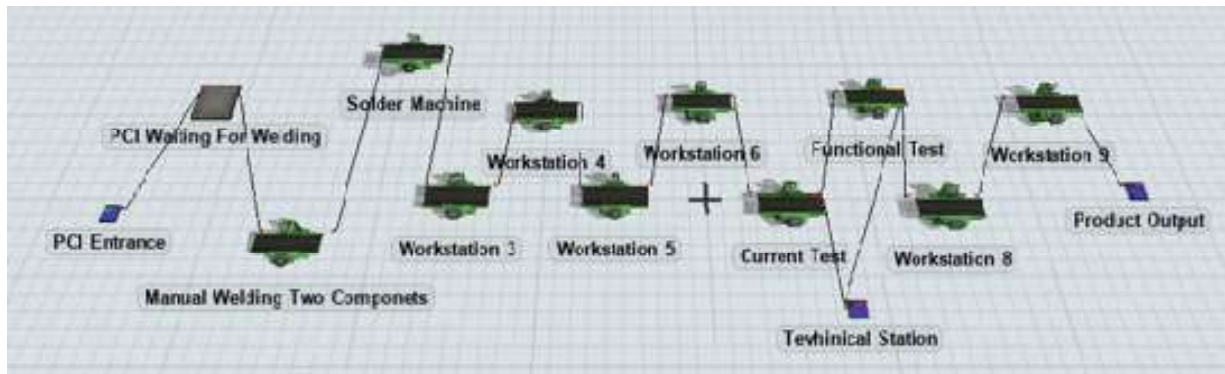 Solder Machine
PCI Waiting For Welding
Workstation 4
Workstation 6
Functional Test
Workstation 9
PCI Entrance
Workstation 3
Workstation 5
Current Test
Workstation 8
Product Output
Manual Welding Two Componets
Tevhinical Station